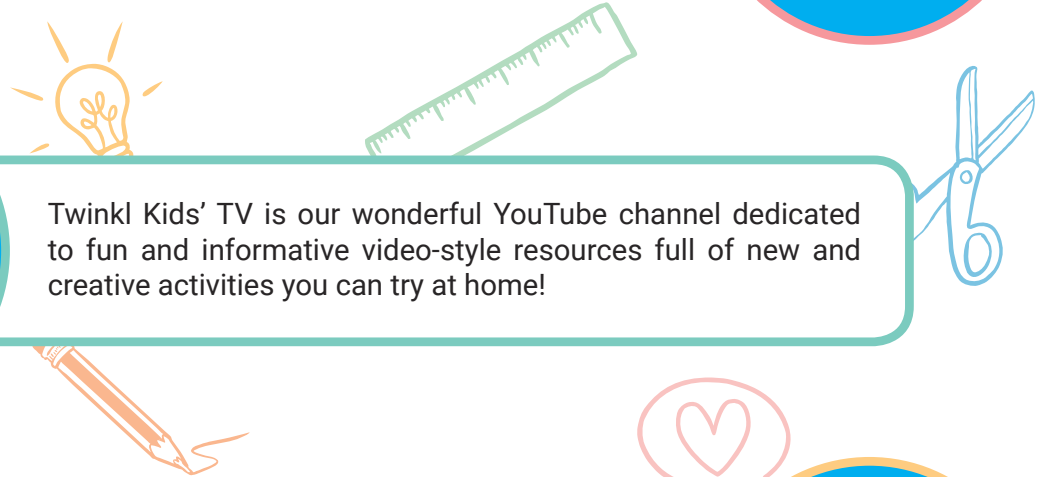 Twinkl Kids’ TV is our wonderful YouTube channel dedicated
to fun and informative video-style resources full of new and
creative activities you can try at home!